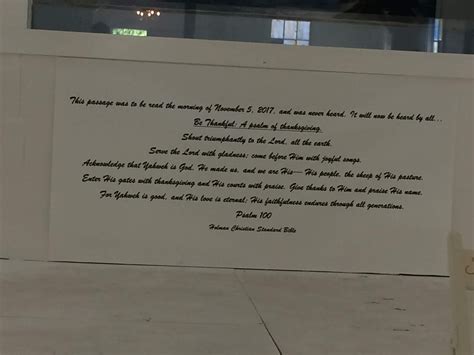 This passage was to be read the morning of November 5, 2017, and was never heard. It will now be heard by all...
Be Thankful: A psalm of thanksgiving.
Shout triumphantly to the Lord, all the earth.
Serve the Lord with gladness; come before Him with joyful songs.
Acknowledge that Yahweh is God. He made us, and we are His— His people, the sheep of His pasture.
Enter His gates with thanksgiving and His courts with praise. Give thanks to Him and praise His name.
For Yahweh is good, and His love is eternal; His faithfulness endures through all generations.
Psalm 100
Holman Christian Standard Bible